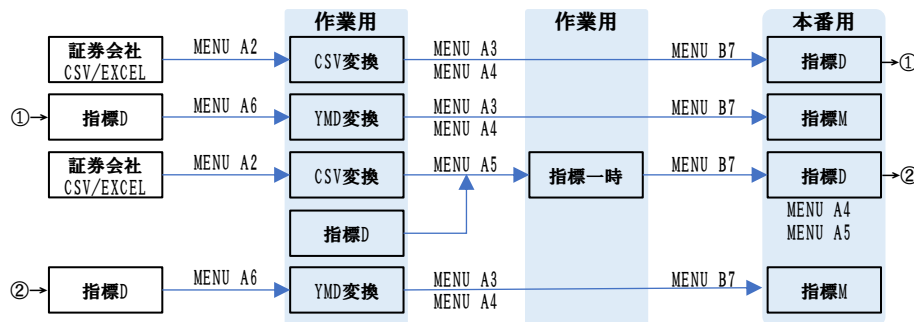 作業用 作業用 本番用
証券会社 MENU A2 CSV変換 MENU A3 MENU B7 指標D →①
CSV/EXCEL MENU A4
①→ 指標D MENU A6 YMD変換 MENU A3 MENU B7 指標M
MENU A4
証券会社 MENU A2 CSV変換 MENU A5 指標一時 MENU B7 指標D →②
CSV/EXCEL
MENU A4
指標D MENU A5
②→ 指標D MENU A6 YMD変換 MENU A3 MENU B7 指標M
MENU A4